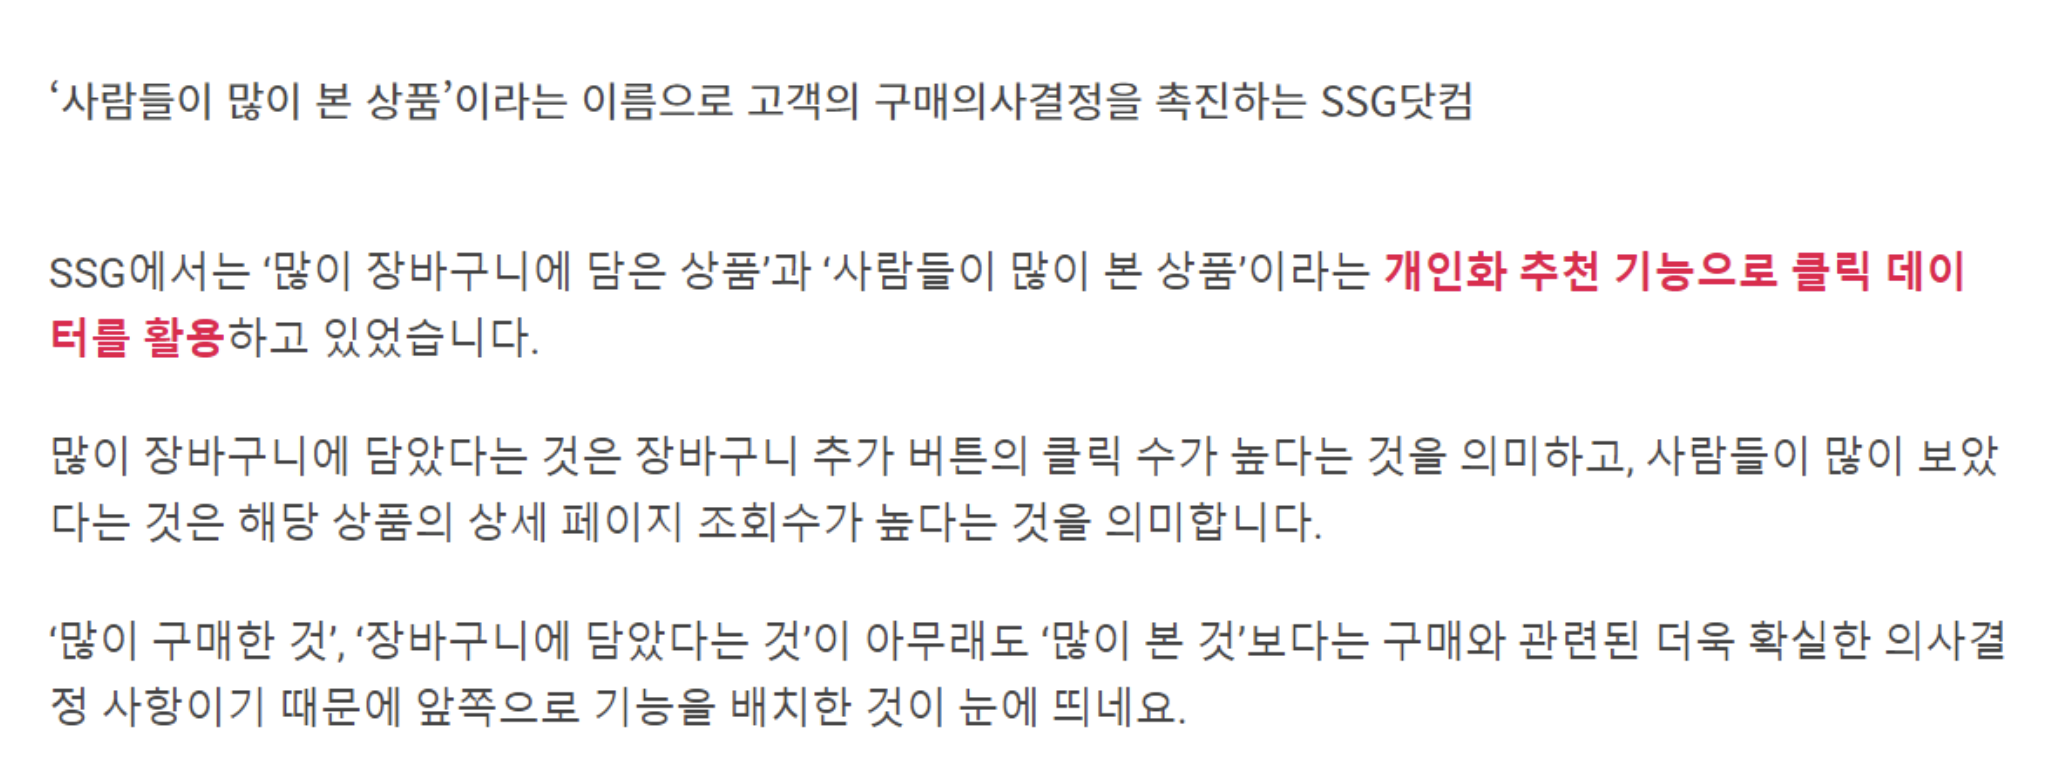 ‘사람들이 많이 본 상품’이라는 이름으로 고객의 구매의사결정을 촉진하는 SSG닷컴
SSG에서는 ‘많이 장바구니에 담은 상품’과 ‘사람들이 많이 본 상품’이라는 개인화 추천 기능으로 클릭 데이
터를 활용하고 있었습니다.
많이 장바구니에 담았다는 것은 장바구니 추가 버튼의 클릭 수가 높다는 것을 의미하고, 사람들이 많이 보았
다는 것은 해당 상품의 상세 페이지 조회수가 높다는 것을 의미합니다.
‘많이 구매한 것’, ‘장바구니에 담았다는 것’이 아무래도 ‘많이 본 것’보다는 구매와 관련된 더욱 확실한 의사결
정 사항이기 때문에 앞쪽으로 기능을 배치한 것이 눈에 띄네요.